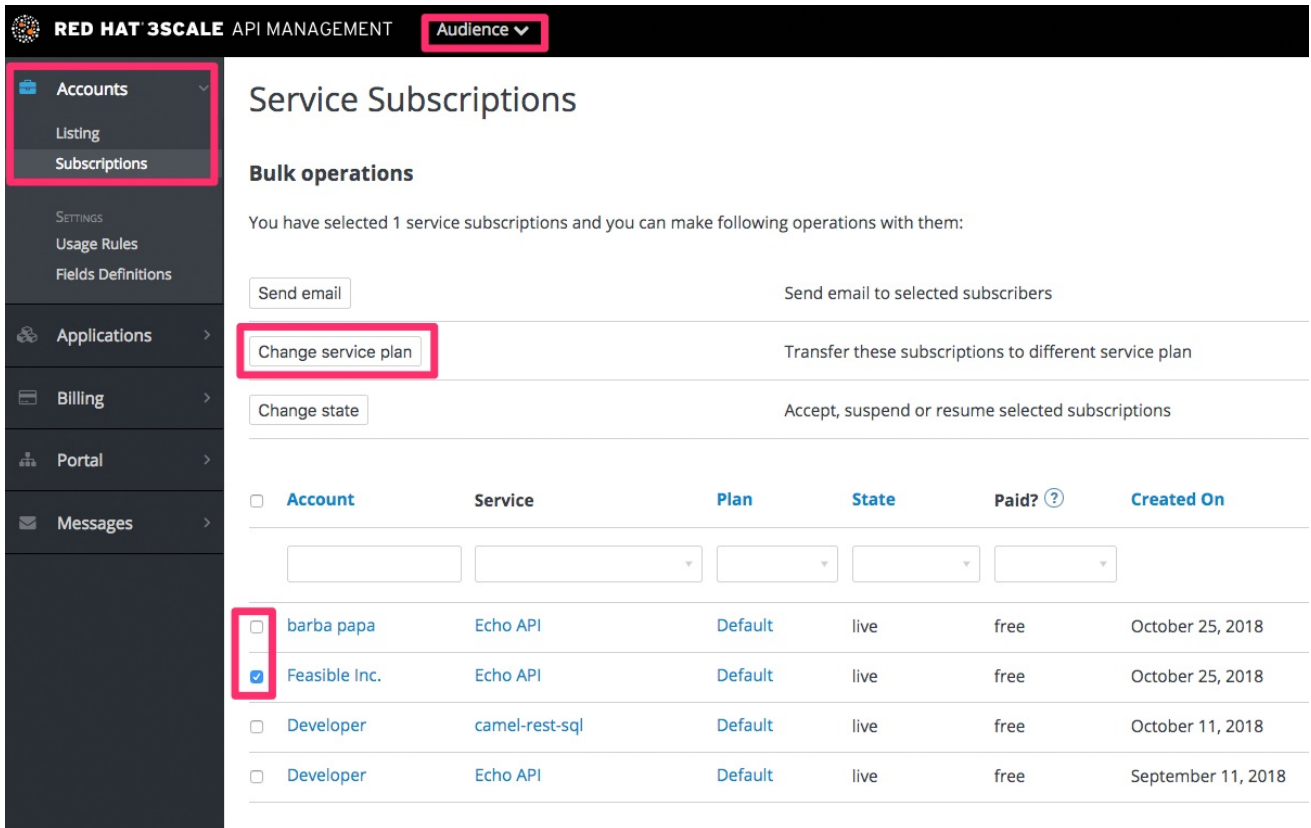 RED HAT 3SCALE API MANAGEMENT Audience
Accounts
Listing
Subscriptions
SETTINGS
Usage Rules
Fields Definitions
Applications
Billing
Portal
Messages
Service Subscriptions
Bulk operations
You have selected 1 service subscriptions and you can make following operations with them:
Send email Send email to selected subscribers
Change service plan Transfer these subscriptions to different service plan
Change state Accept, suspend or resume selected subscriptions
Account Service Plan State Paid? ? Created On
barba papa Echo API Default live free October 25, 2018
Feasible Inc. Echo API Default live free October 25, 2018
Developer camel-rest-sql Default live free October 11, 2018
Developer Echo API Default live free September 11, 2018